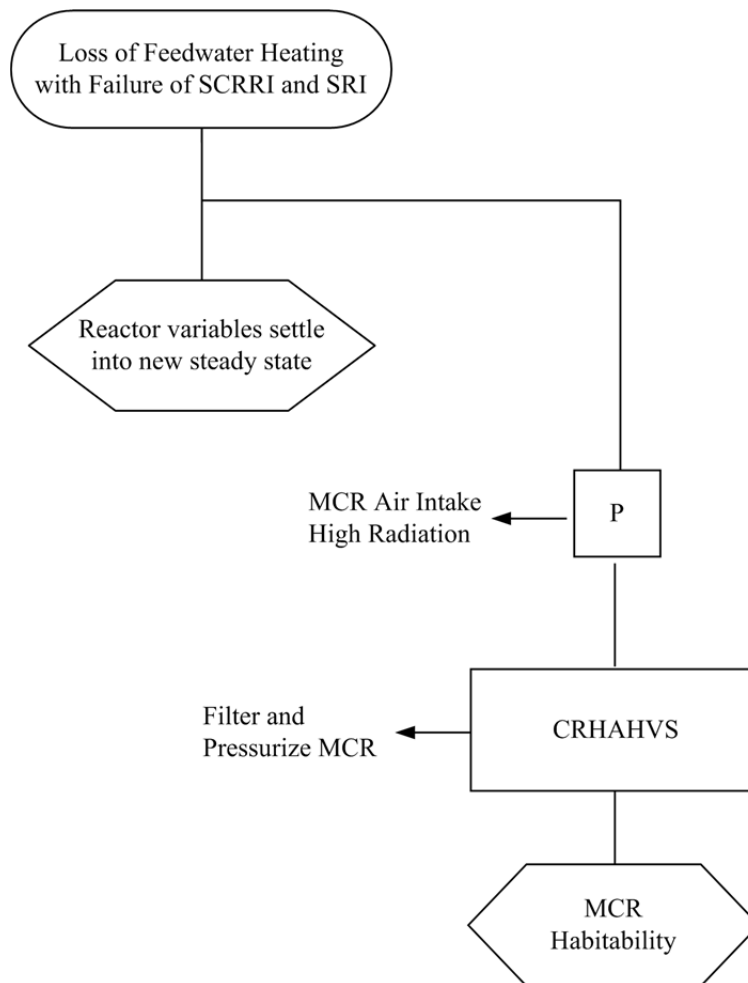 Loss of Feedwater Heating
with Failure of SCRRI and SRI
Reactor variables settle
into new steady state
MCR Air Intake
High Radiation
P
Filter and
Pressurize MCR
CRHAHVS
MCR
Habitability